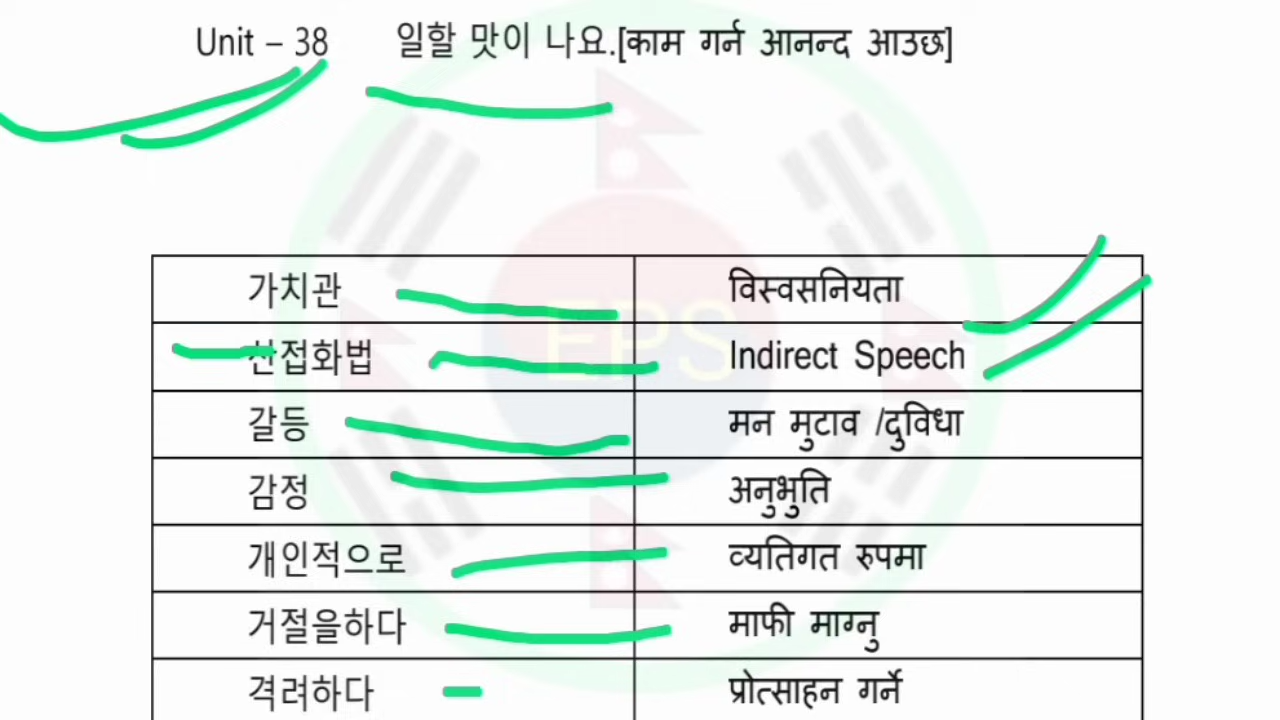 Unit – 38 일할 맛이 나요.[काम गर्न आनन्द आउछ]
가치관 विस्वसनियता
산접화법 Indirect Speech
갈등 मन मुटाव /दुविधा
감정 अनुभुति
개인적으로 व्यतिगत रुपमा
거절을하다 माफी माग्नु
격려하다 प्रोत्साहन गर्ने
EPS